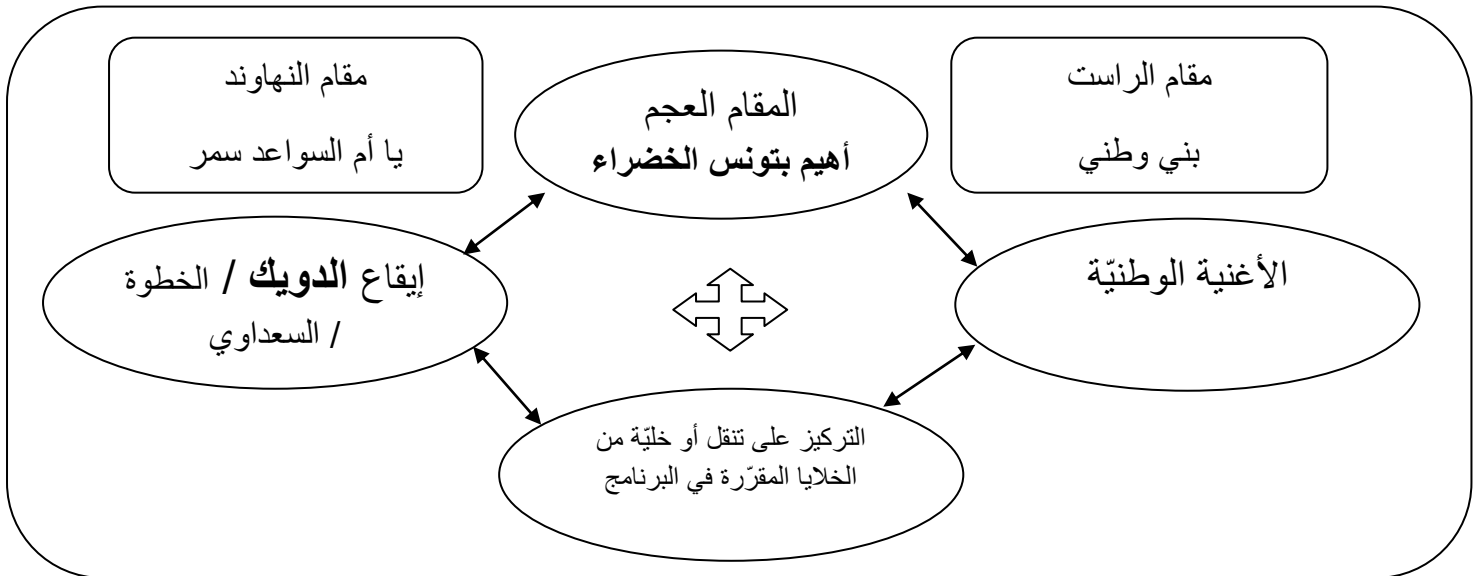 مقام الراست
بني وطني
المقام العجم
أهيم بتونس الخضراء
مقام النهاوند
يا أم السواعد سمر
الأغنية الوطنيّة
إيقاع الدويك / الخطوة
/ السعداوي
التركيز على تنقل أو خليّة من
الخلايا المقرّرة في البرنامج